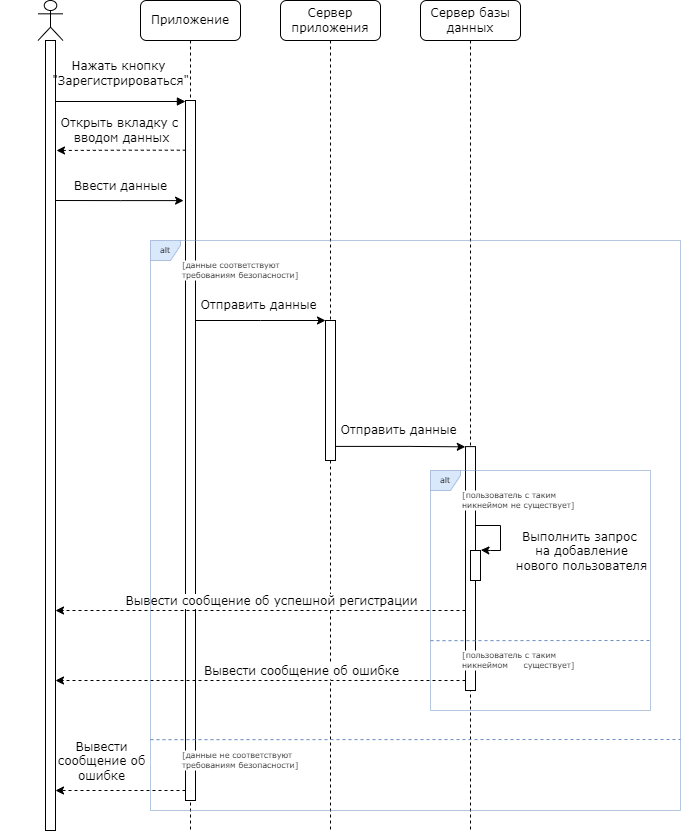 Приложение
Сервер
приложения
Сервер базы
данных
Нажать кнопку
"Зарегистрироваться"
Открыть вкладку с
вводом данных
Ввести данные
alt
[данные соответствуют
требованиям безопасности]
Отправить данные
Отправить данные
alt
[пользователь с таким
никнеймом не существует]
Выполнить запрос
на добавление
нового пользователя
Вывести сообщение об успешной регистрации
[пользователь с таким
никнеймом существует]
Вывести сообщение об ошибке
Вывести
сообщение об
ошибке
[данные не соответствуют
требованиям безопасности]